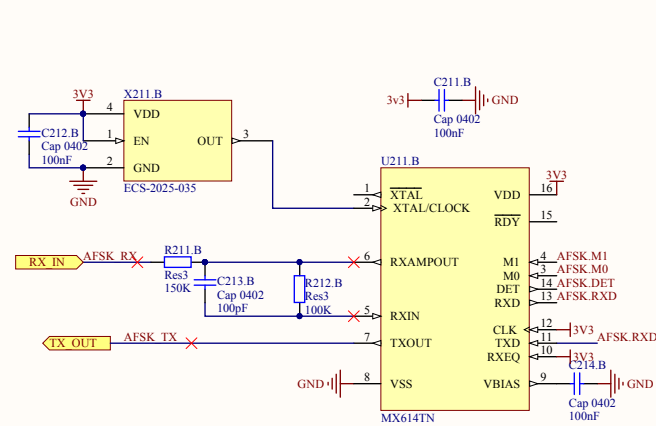 C211.B
3v3
GND
Cap 0402
100nF
3V3
X211.B
4
VDD
C212.B
Cap 0402
100nF
1
EN
OUT
3
2
GND
GND
ECS-2025-035
U211.B
1
XTAL
VDD
16
3V3
2
XTAL/CLOCK
RDY
15
RX_IN
AFSK_RX
R211.B
Res3
150K
C213.B
Cap 0402
100pF
R212.B
Res3
100K
6
RXAMPOUT
M1
4
AFSK.M1
M0
3
AFSK.M0
DET
14
AFSK.DET
RXD
13
AFSK.RXD
5
RXIN
CLK
12
3V3
TX_OUT
AFSK_TX
7
TXOUT
TXD
11
AFSK.RXD
RXEQ
10
3V3
GND
8
VSS
VBIAS
9
C214.B
GND
Cap 0402
100nF
MX614TN